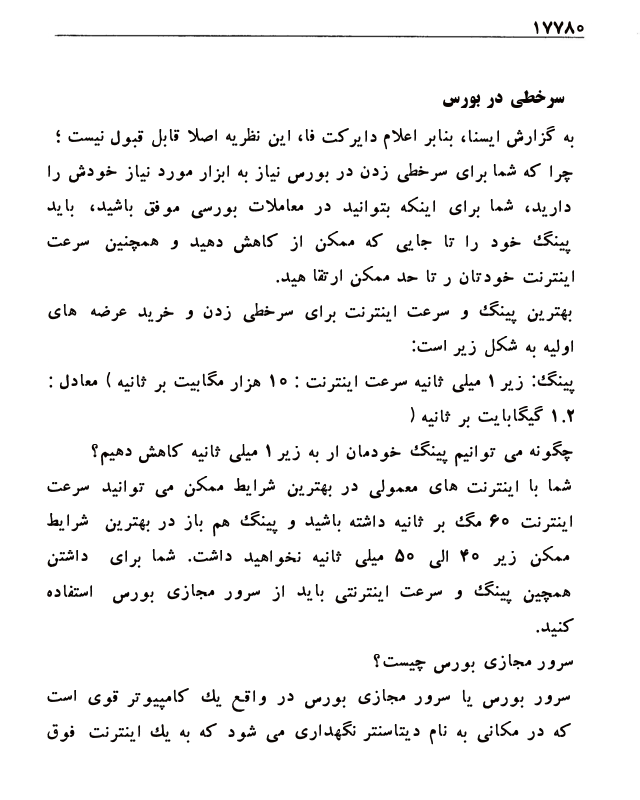 ۱۷۷۸۰
سرخطی در بورس
به گزارش ایسنا، بنابر اعلام دایرکت فا، این نظریه اصلا قابل قبول نیست ؛
چرا که شما برای سرخطی زدن در بورس نیاز به ابزار مورد نیاز خودش را
دارید، شما برای اینکه بتوانید در معاملات بورسی موفق باشید، باید
پینگ خود را تا جایی که ممکن از کاهش دهید و همچنین سرعت
اینترنت خودتان ر تا حد ممکن ارتقا هید.
بهترین پینگ و سرعت اینترنت برای سرخطی زدن و خرید عرضه های
اولیه به شکل زیر است:
پینگ: زیر ۱ میلی ثانیه سرعت اینترنت : ۱۰ هزار مگابیت بر ثانیه ) معادل :
۱.۲ گیگابایت بر ثانیه (
چگونه می توانیم پینگ خودمان ار به زیر ۱ میلی ثانیه کاهش دهیم؟
شما با اینترنت های معمولی در بهترین شرایط ممکن می توانید سرعت
اینترنت ۶۰ مگ بر ثانیه داشته باشید و پینگ هم باز در بهترین شرایط
ممکن زیر ۴۰ الی ۵۰ میلی ثانیه نخواهید داشت. شما برای داشتن
همچین پینگ و سرعت اینترنتی باید از سرور مجازی بورس استفاده
کنید.
سرور مجازی بورس چیست؟
سرور بورس یا سرور مجازی بورس در واقع یك کامپیوتر قوی است
که در مکانی به نام دیتاسنتر نگهداری می شود که به یك اینترنت فوق